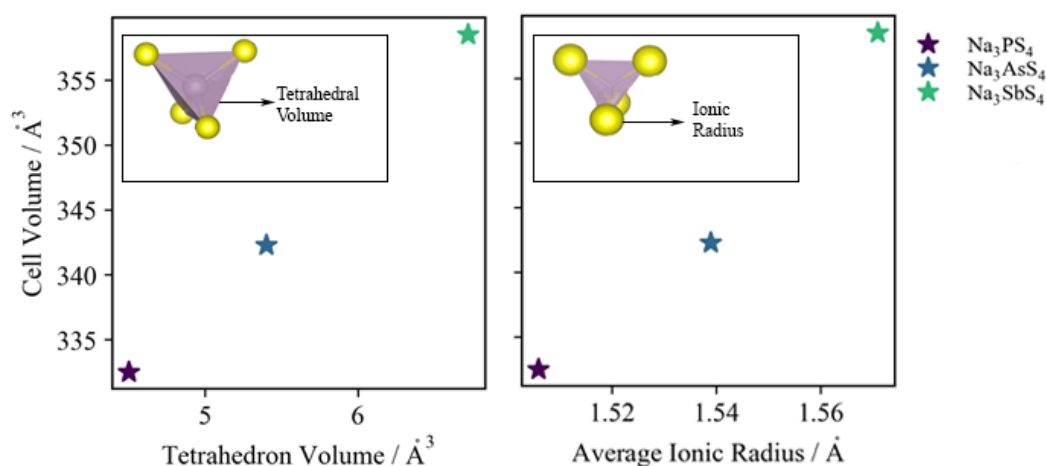 355
350
345
340
335
Cell Volume / Å³
5
6
Tetrahedron Volume / Å³
Tetrahedral
Volume
Ionic
Radius
1.52
1.54
1.56
Average Ionic Radius / Å
Na₃PS₄
Na₃AsS₄
Na₃SbS₄